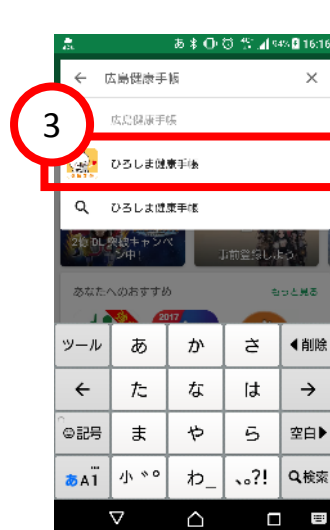 あ 94% 16:16
広島健康手帳
広島健康手帳
3
ひろしま健康手帳
ひろしま健康手帳
DL突破キャンペーン中!
事前登録しよう
あなたへのおすすめ
もっと見る
2017
ツール あ か さ ◀削除
← た な は →
☺記号 ま や ら 空白▶
あA1 小゛゜ わ_ 、。?! 検索